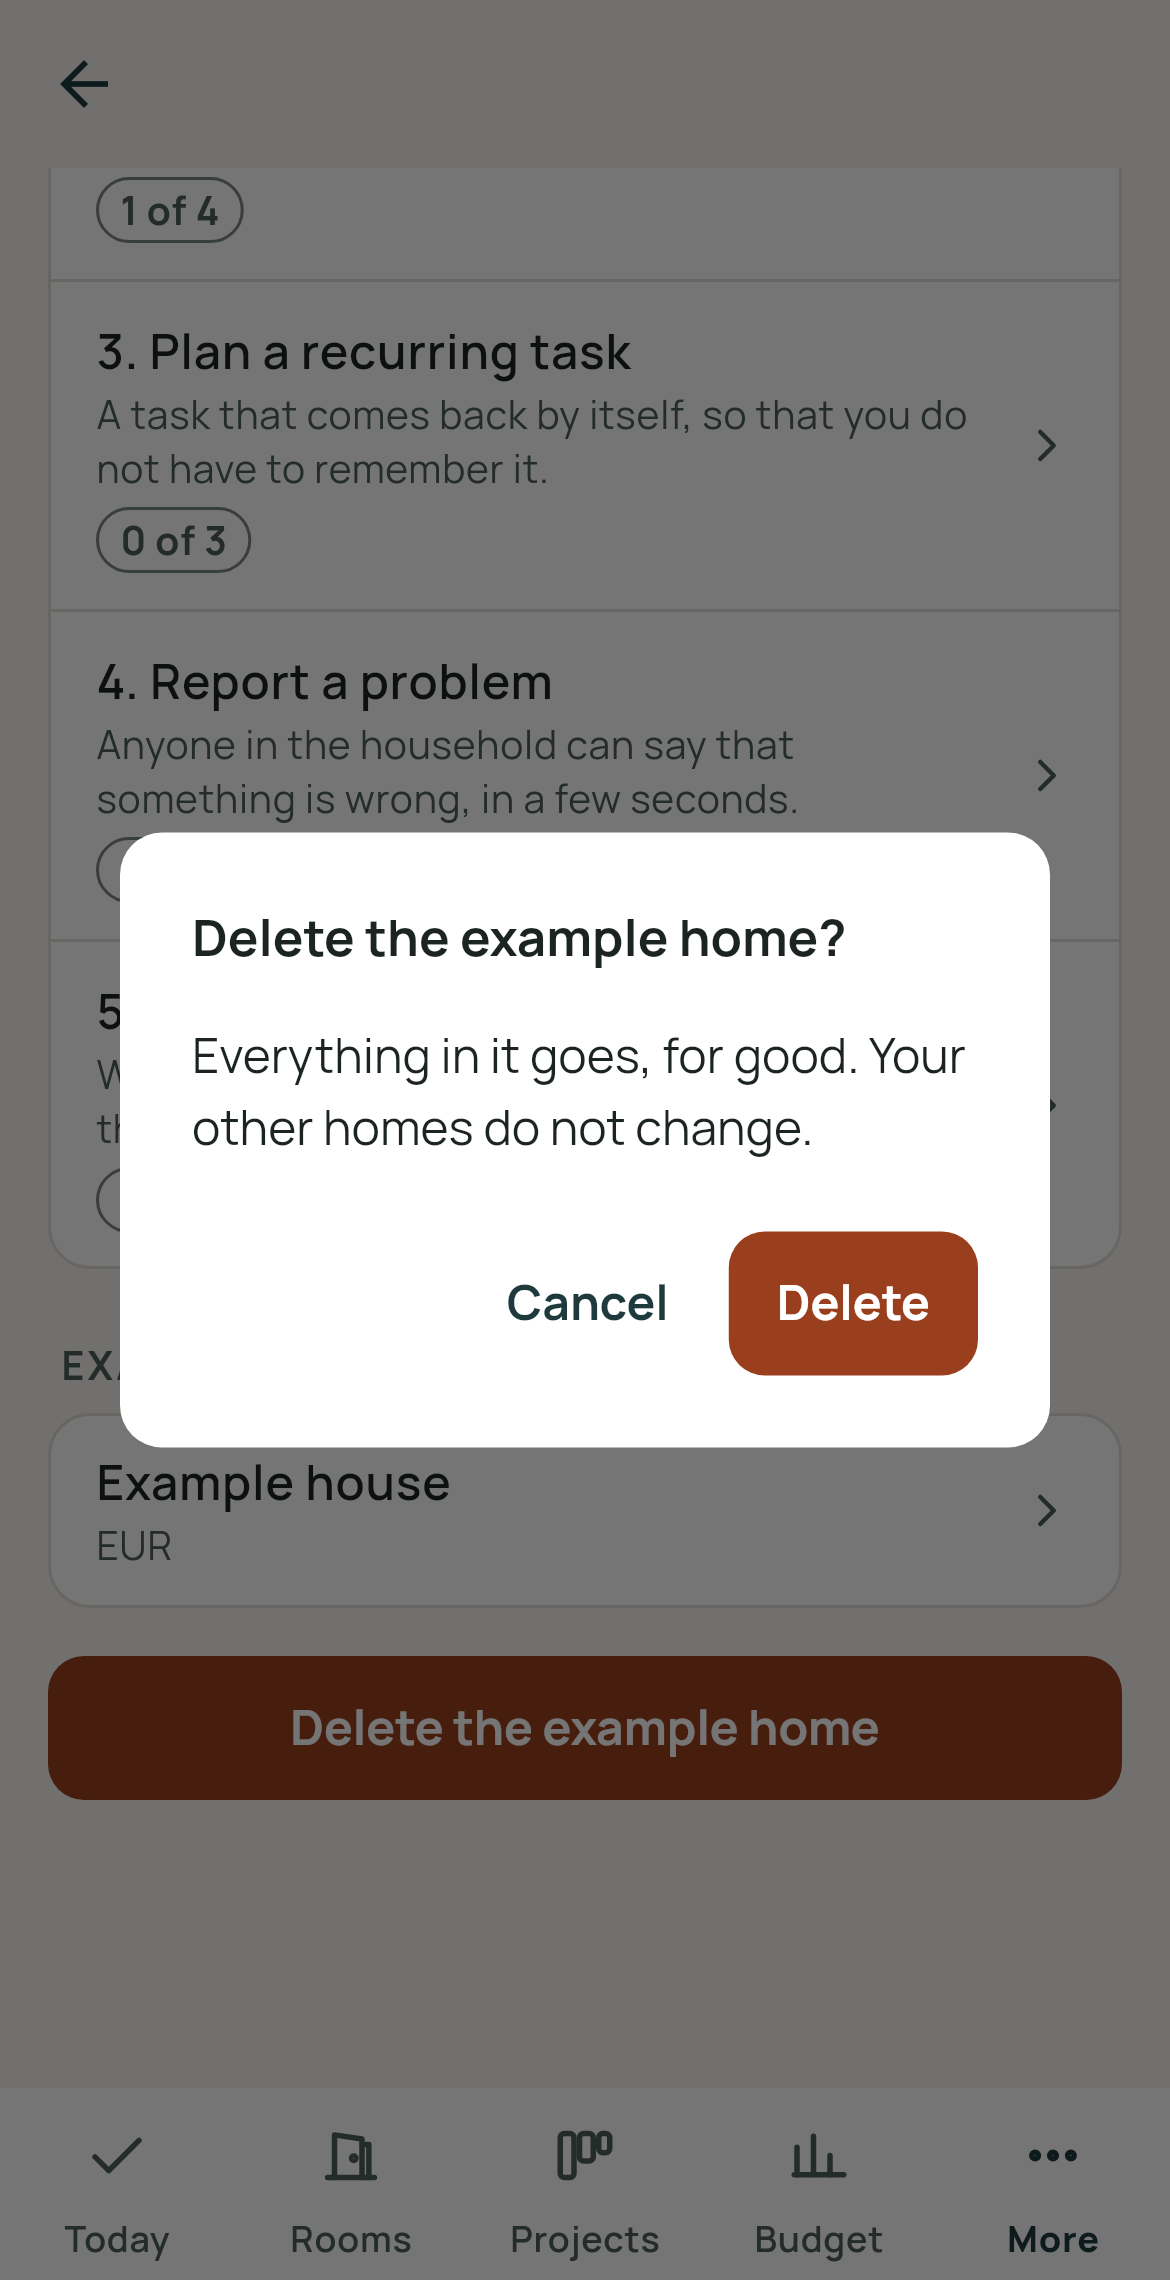 1 of 4
3. Plan a recurring task
A task that comes back by itself, so that you do
not have to remember it.
0 of 3
4. Report a problem
Anyone in the household can say that
something is wrong, in a few seconds.
Delete the example home?
Everything in it goes, for good. Your
other homes do not change.
Cancel
Delete
Example house
EUR
Delete the example home
Today
Rooms
Projects
Budget
More